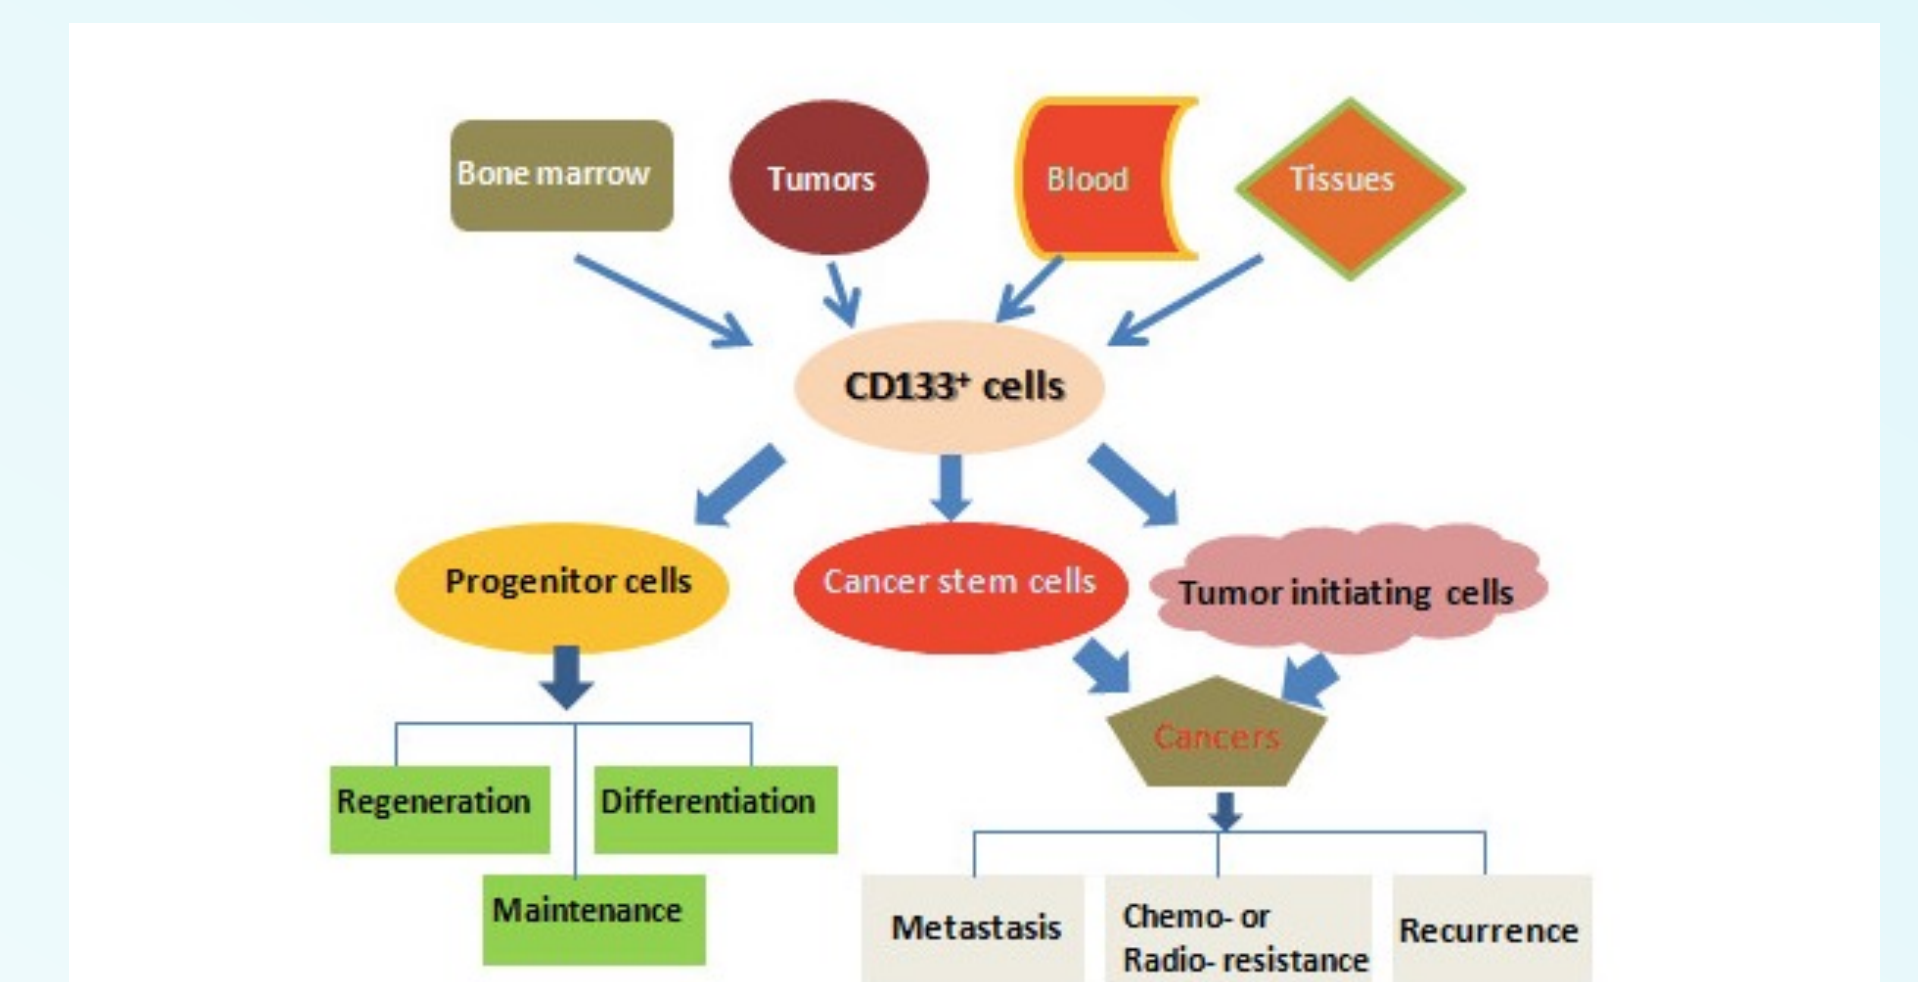 Bone marrow
Tumors
Blood
Tissues
CD133⁺ cells
Progenitor cells
Cancer stem cells
Tumor initiating cells
Cancers
Regeneration
Differentiation
Maintenance
Metastasis
Chemo- or
Radio- resistance
Recurrence